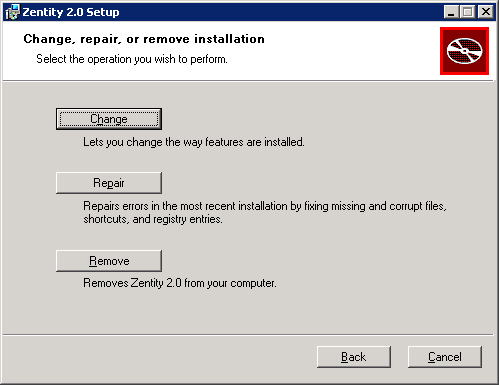 Zentity 2.0 Setup
Change, repair, or remove installation
Select the operation you wish to perform.
Change
Lets you change the way features are installed.
Repair
Repairs errors in the most recent installation by fixing missing and corrupt files,
shortcuts, and registry entries.
Remove
Removes Zentity 2.0 from your computer.
Back
Cancel